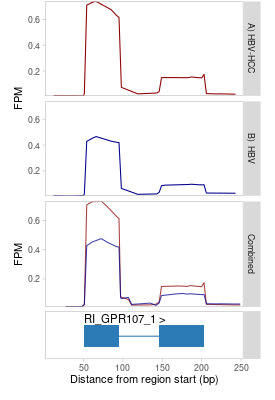 0.6
0.4
0.2
A) HBV-HCC
FPM
0.6
0.4
0.2
B) HBV
0.6
0.4
0.2
FPM
Combined
RI_GPR107_1 >
50 100 150 200 250
Distance from region start (bp)